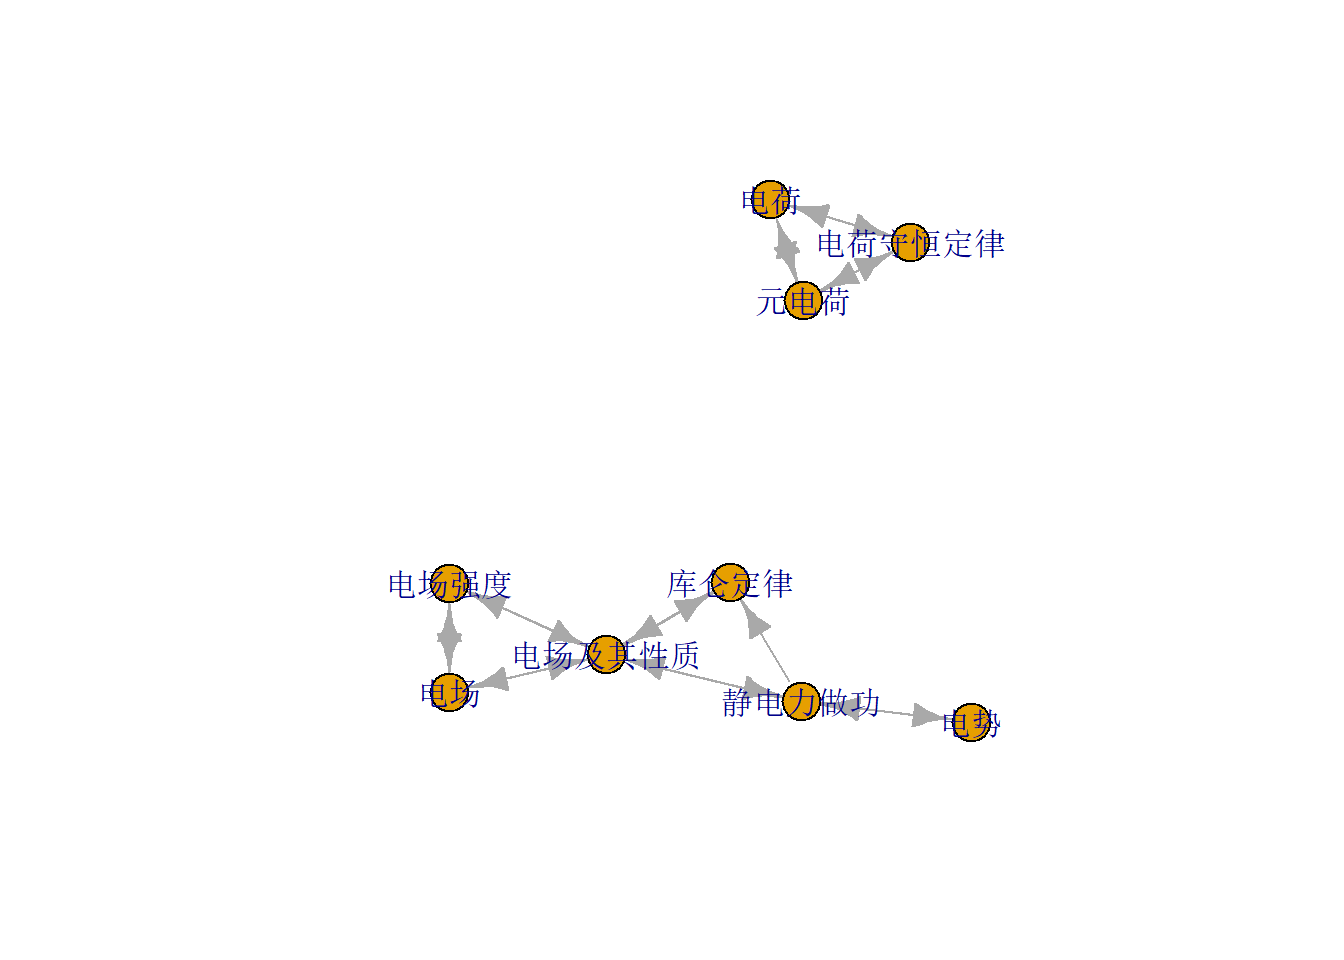 电荷
电荷守恒定律
元电荷
电场强度
库仑定律
电场及其性质
电场
静电力做功
电势